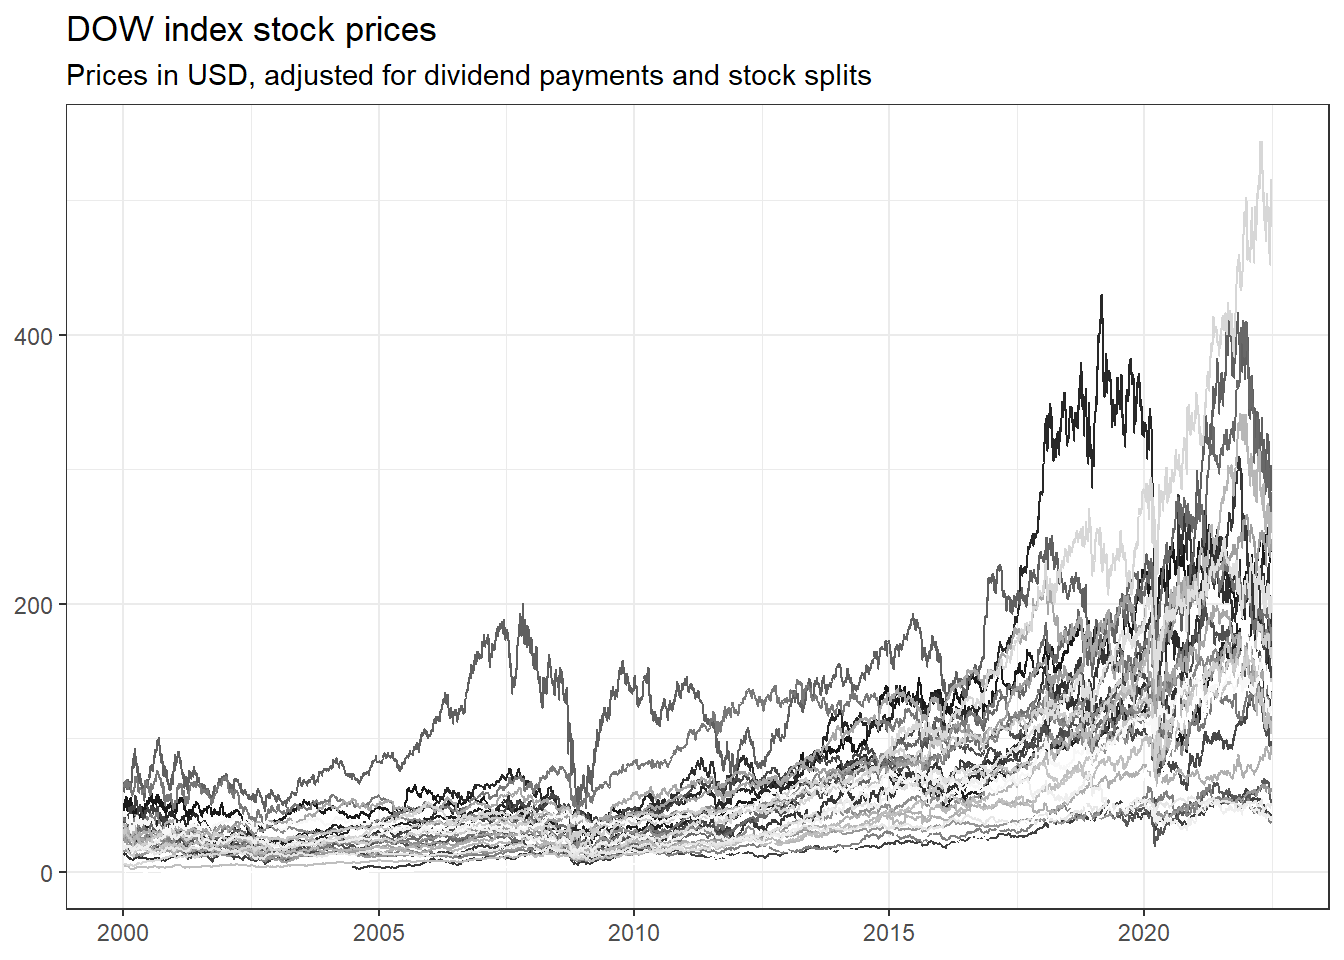 DOW index stock prices
Prices in USD, adjusted for dividend payments and stock splits
400
200
0
2000 2005 2010 2015 2020